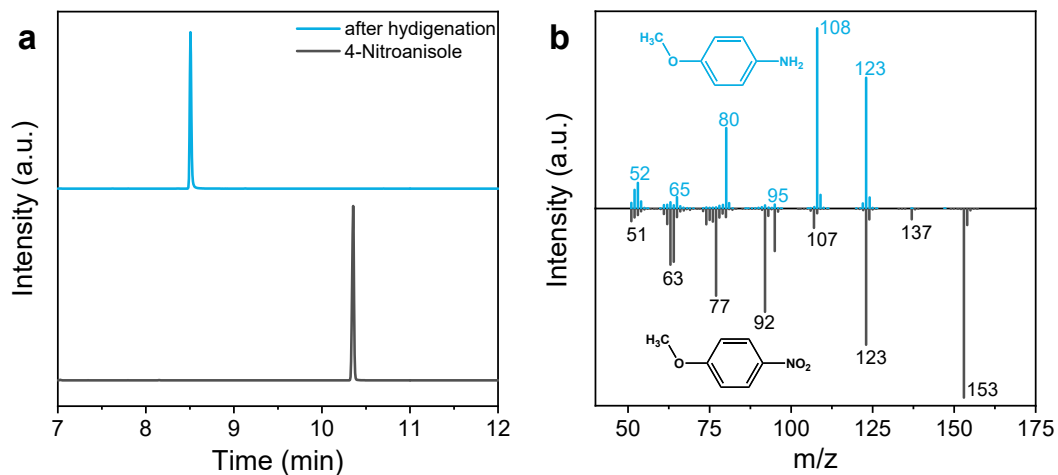 a
after hydigenation
4-Nitroanisole
Intensity (a.u.)
7 8 9 10 11 12
Time (min)
b
H₃C
O
NH₂
108
123
80
52
65
95
51
63
77
92
107
123
137
153
H₃C
O
NO₂
Intensity (a.u.)
50 75 100 125 150 175
m/z